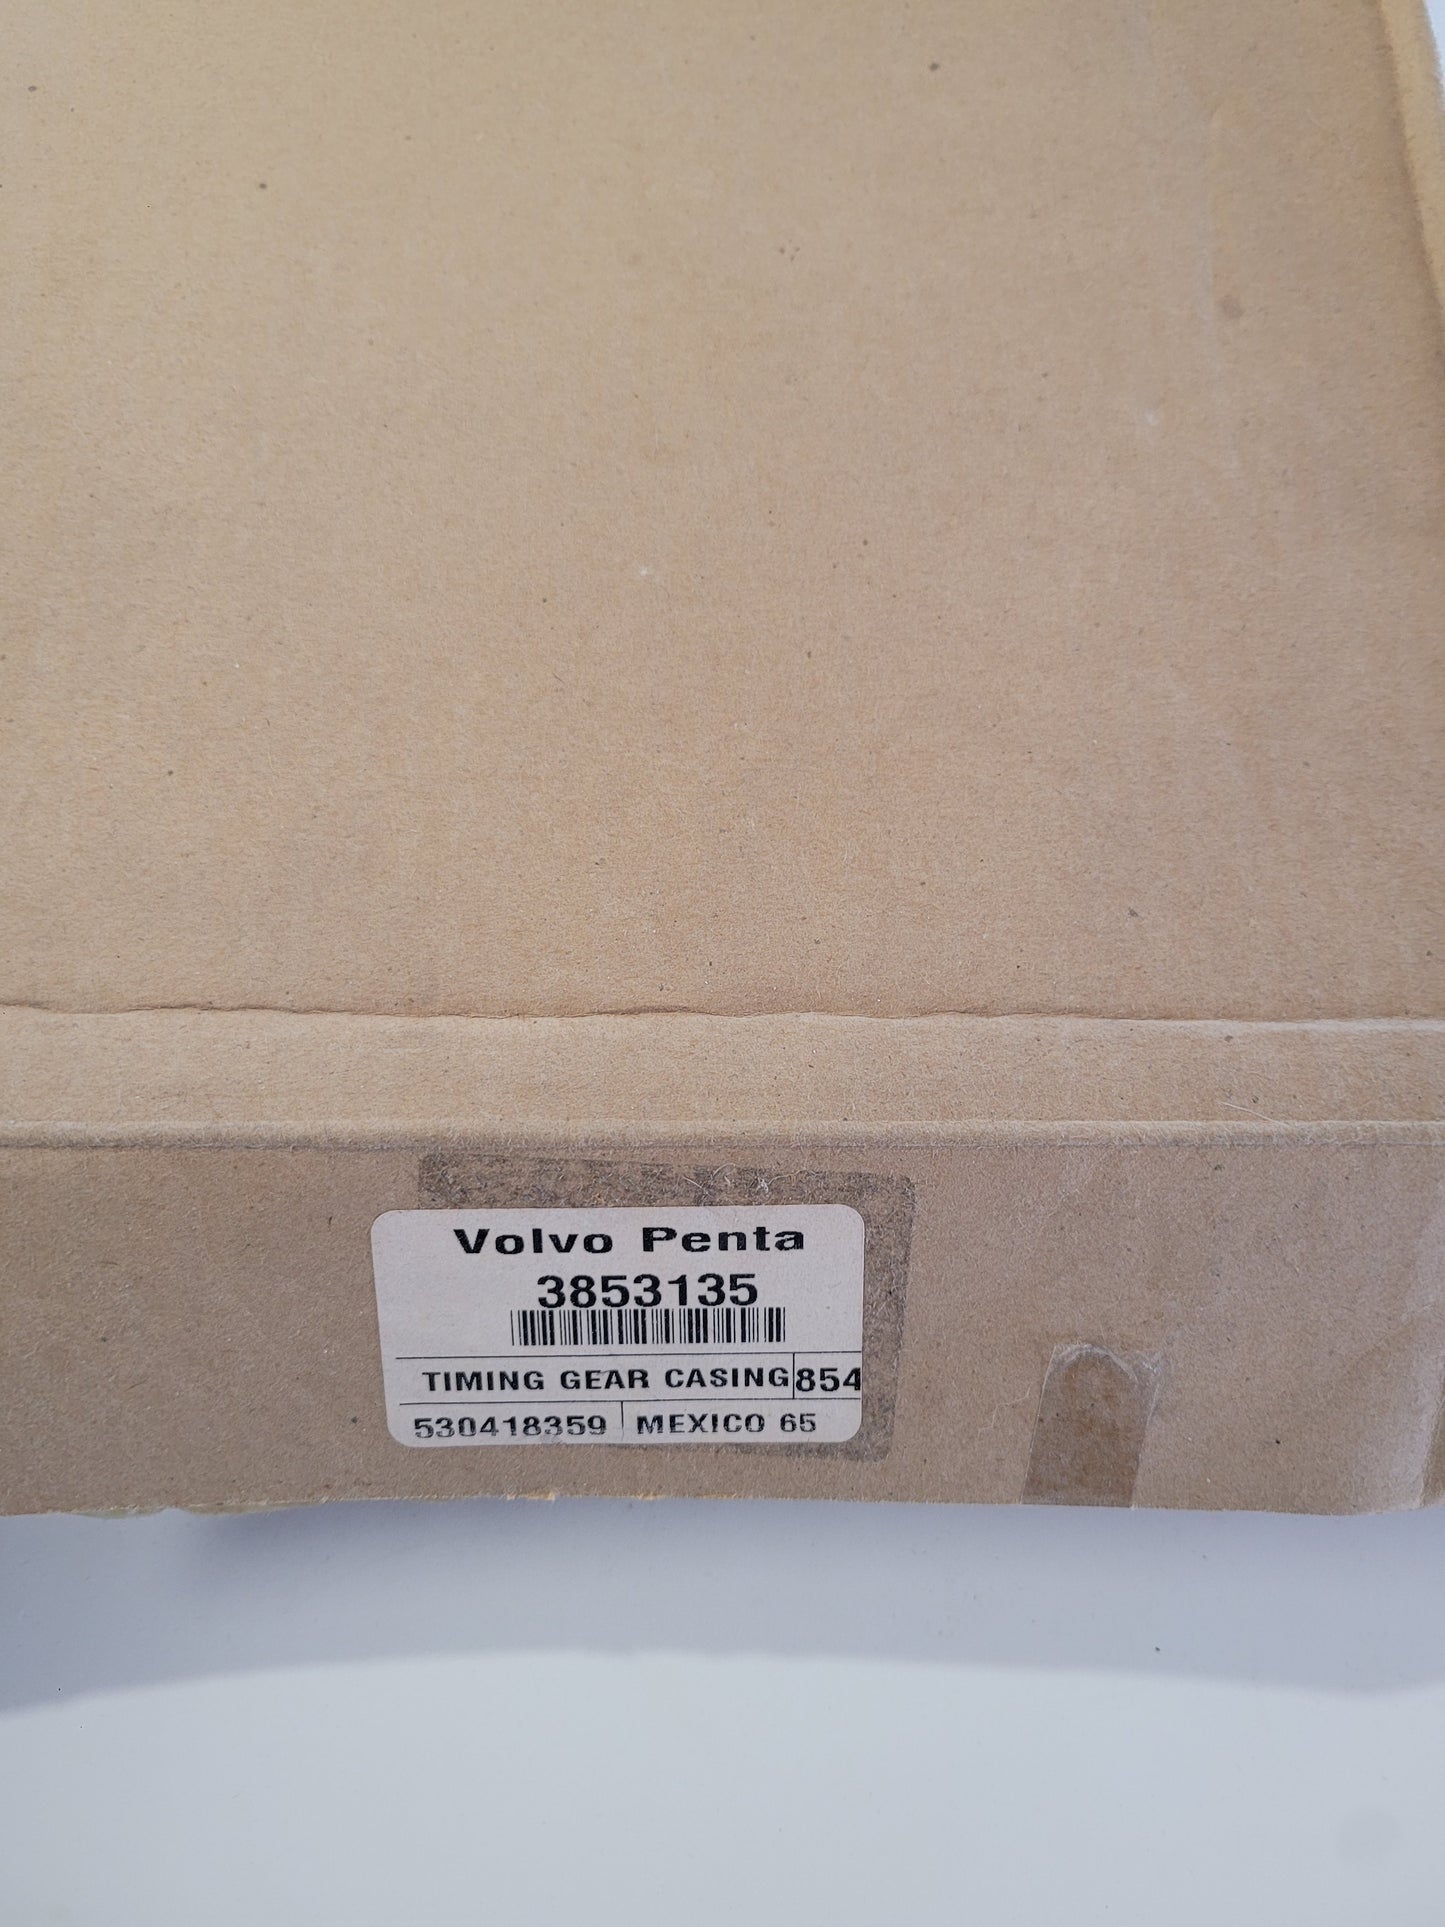 Volvo Penta
3853135
TIMING GEAR CASING 854
530418359 MEXICO 65